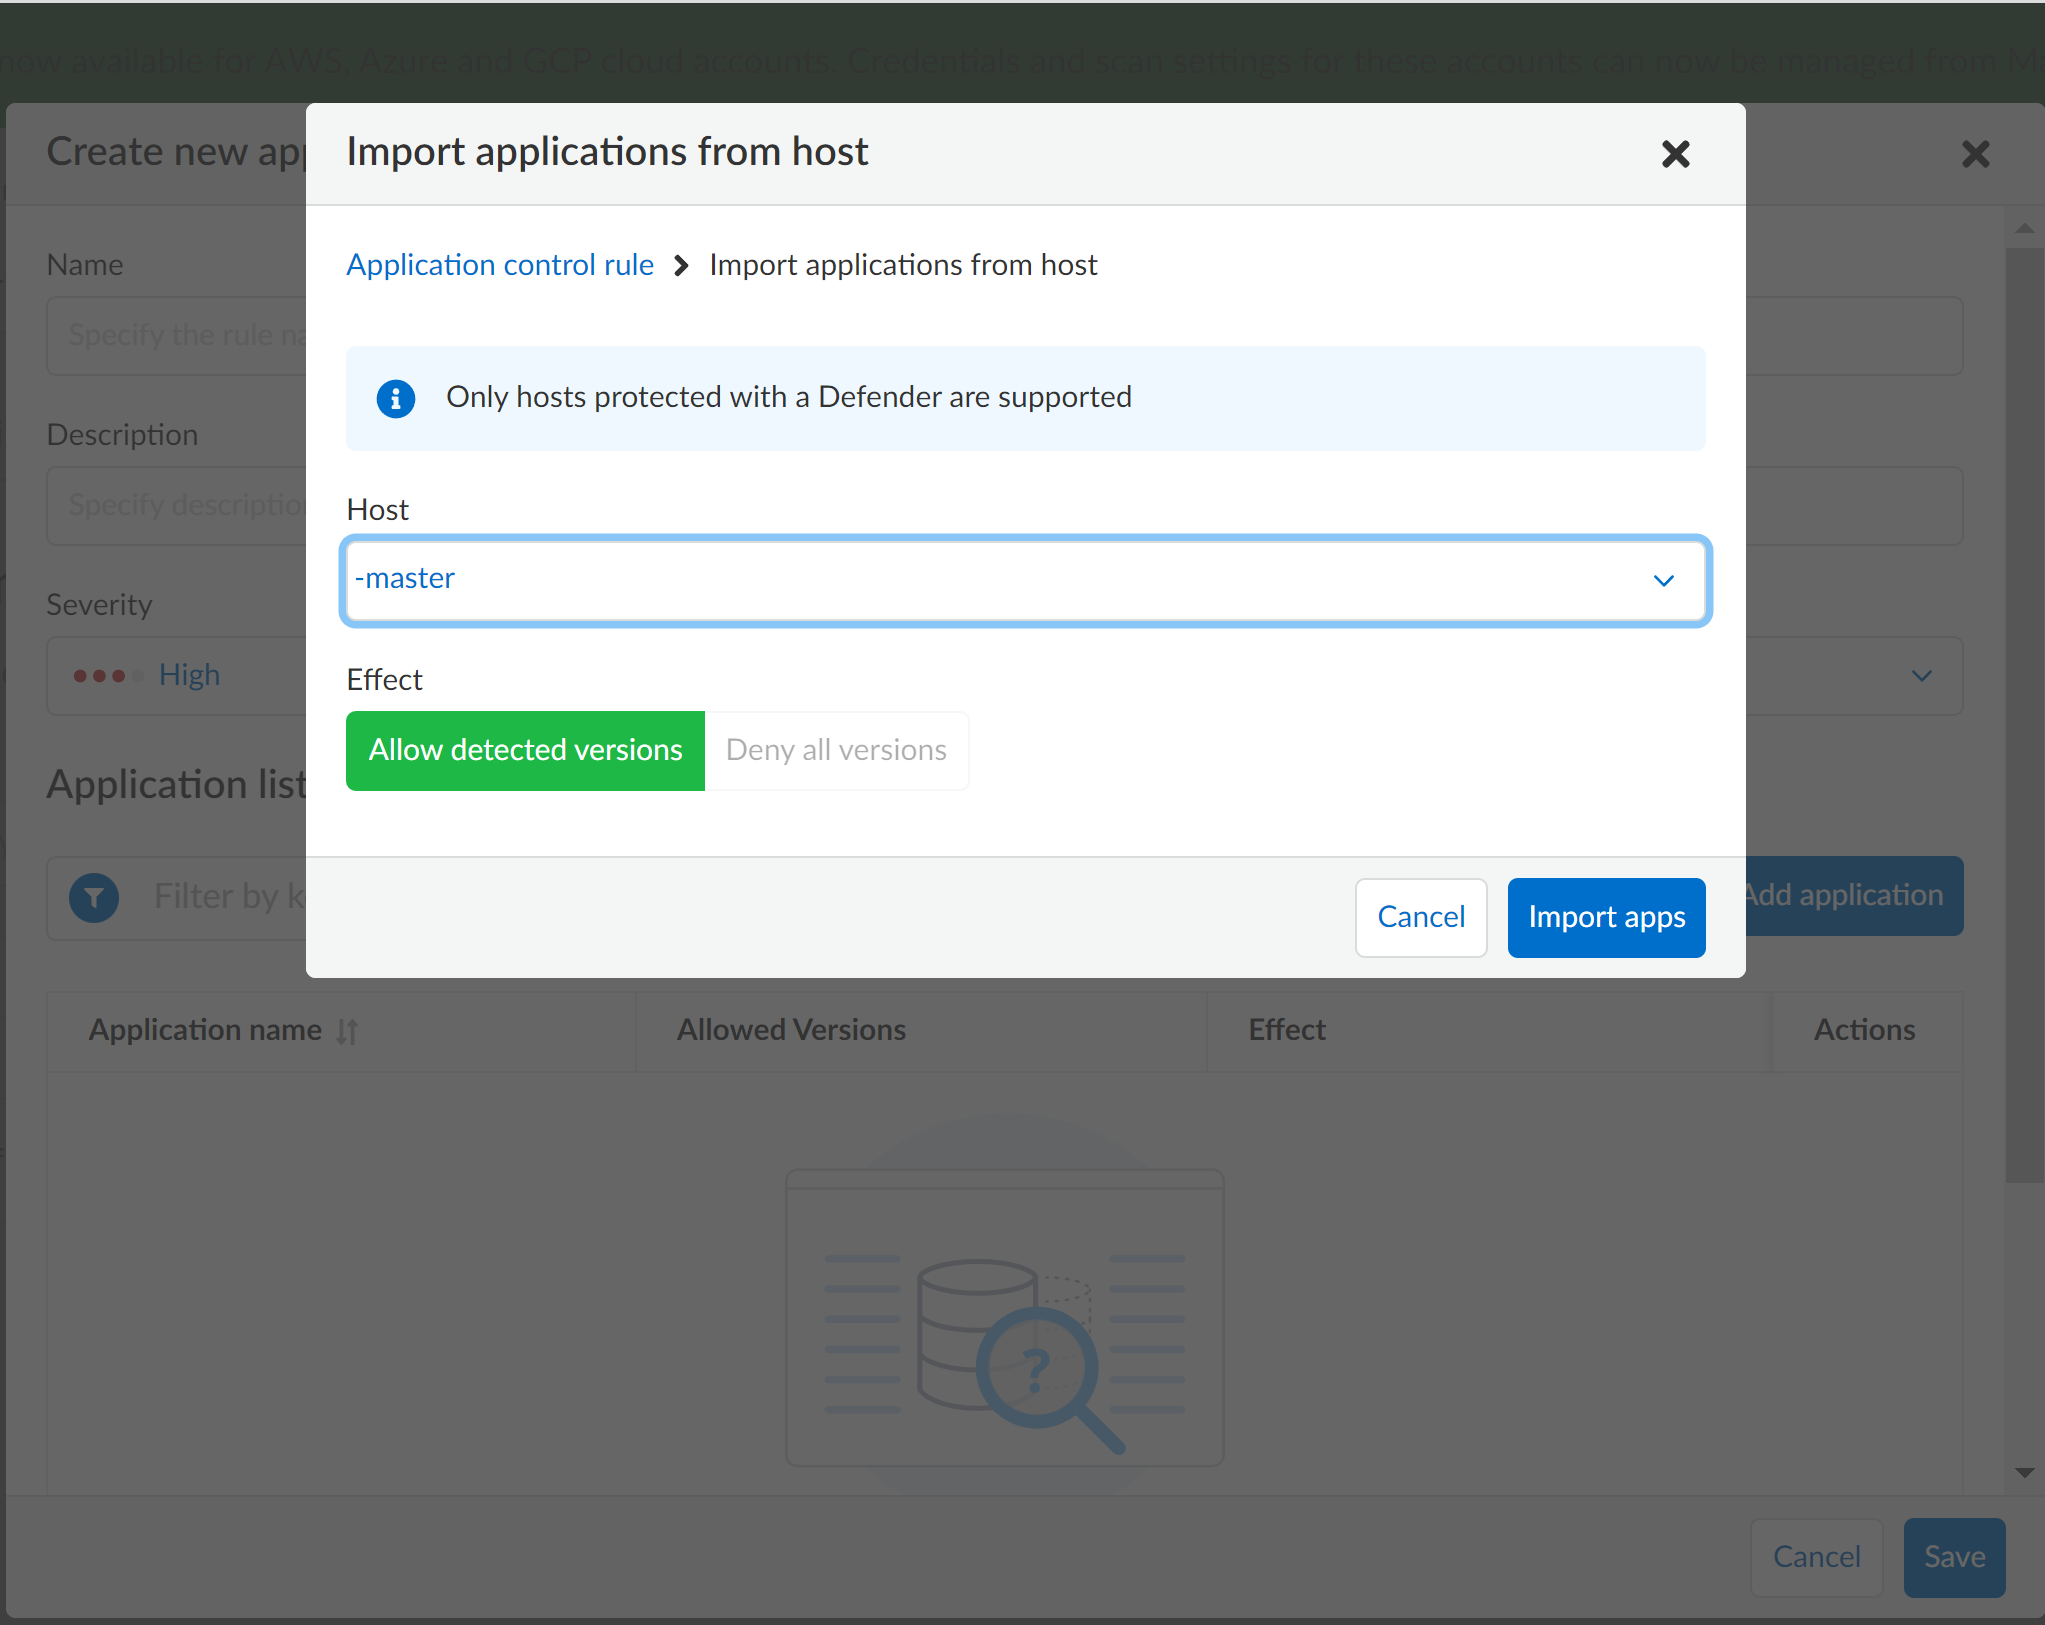 now available for AWS, Azure and GCP cloud accounts. Credentials and scan settings for these accounts can now be managed from
Create new
Import applications from host
Application control rule > Import applications from host
Name
Specify the rule
Only hosts protected with a Defender are supported
Description
Specify
Host
-master
Severity
High
Effect
Allow detected versions
Deny all versions
Application list
Filter by
Add application
Cancel
Import apps
Application name
Allowed Versions
Effect
Actions
?
Cancel
Save